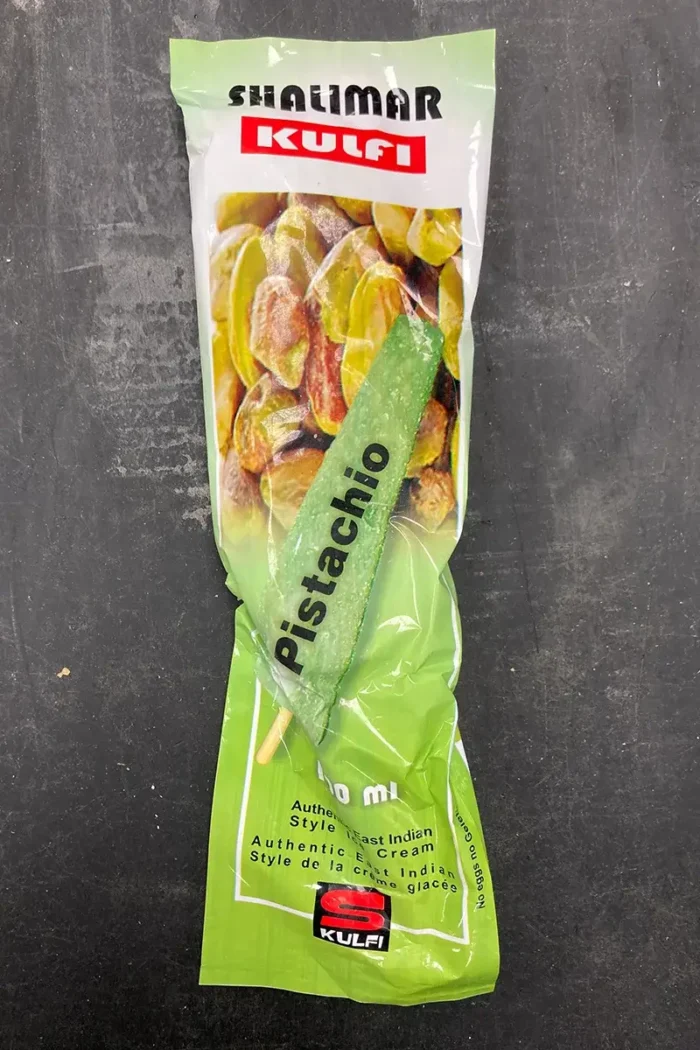 SHALIMAR
KULFI
Pistachio
ml
Style Cream
East Indian
Authentic East Indian
Style de la crème glacée
No eggs no
S
KULFI